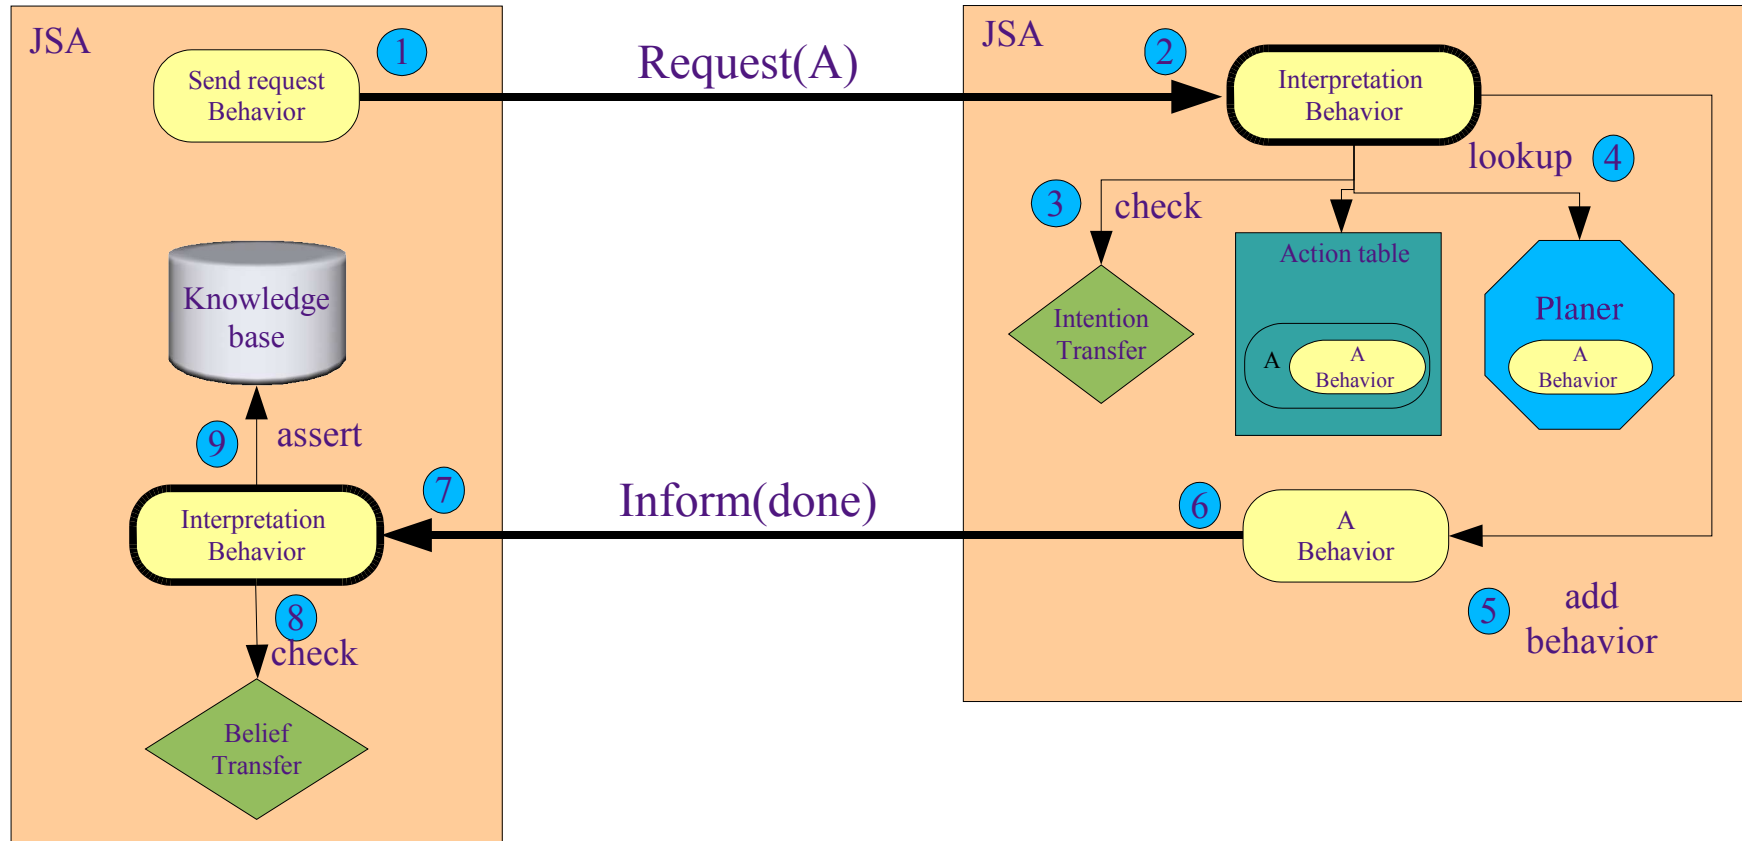 JSA
Send request
Behavior
1
Request(A)
JSA
2
Interpretation
Behavior
lookup
4
3
check
Action table
Intention
Transfer
A
A
Behavior
Planer
A
Behavior
Knowledge
base
9
assert
7
Interpretation
Behavior
Inform(done)
6
A
Behavior
5
add
behavior
8
check
Belief
Transfer